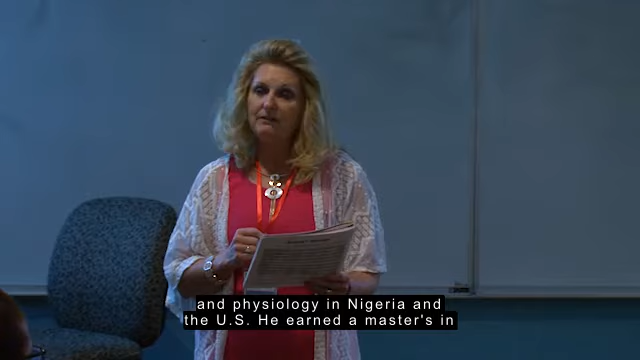 and physiology in Nigeria and
the U.S. He earned a master's in